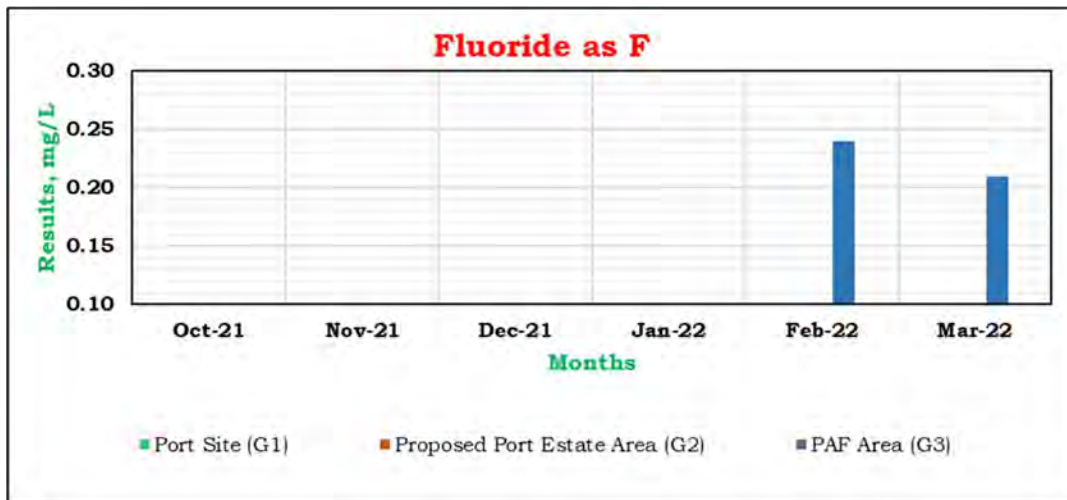 Fluoride as F
0.30
0.25
0.20
0.15
0.10
Results, mg/L
Oct-21 Nov-21 Dec-21 Jan-22 Feb-22 Mar-22
Months
Port Site (G1) Proposed Port Estate Area (G2) PAF Area (G3)